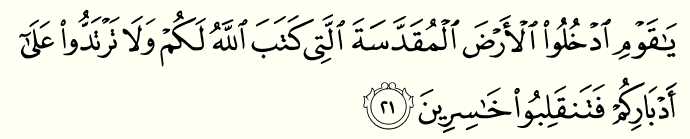 يَـٰقَوْمِ ٱدْخُلُوا۟ ٱلْأَرْضَ ٱلْمُقَدَّسَةَ ٱلَّتِى كَتَبَ ٱللَّهُ لَكُمْ وَلَا تَرْتَدُّوا۟ عَلَىٰٓ
أَدْبَارِكُمْ فَتَنقَلِبُوا۟ خَـٰسِرِينَ ٢١